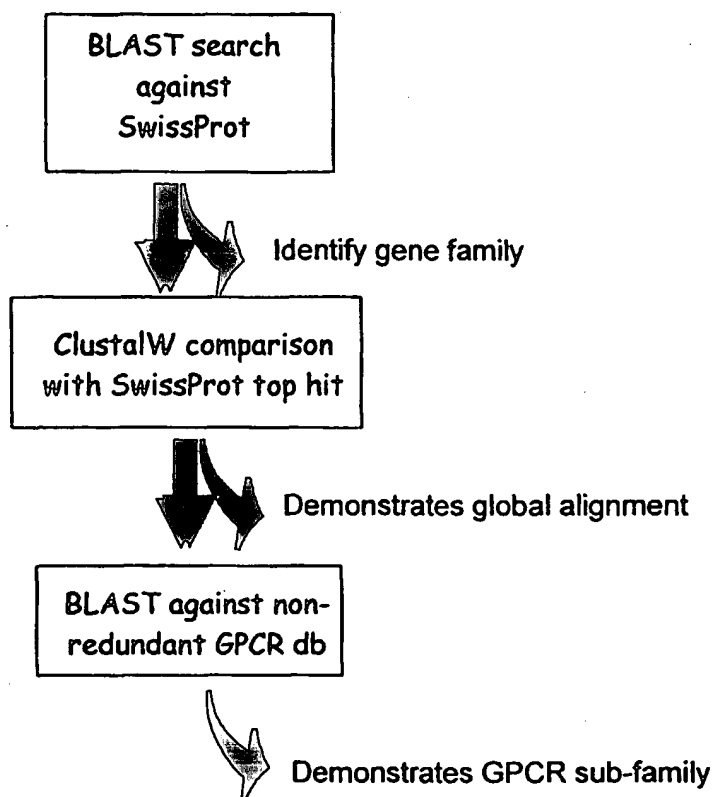 BLAST search
against
SwissProt
Identify gene family
ClustalW comparison
with SwissProt top hit
Demonstrates global alignment
BLAST against non-
redundant GPCR db
Demonstrates GPCR sub-family